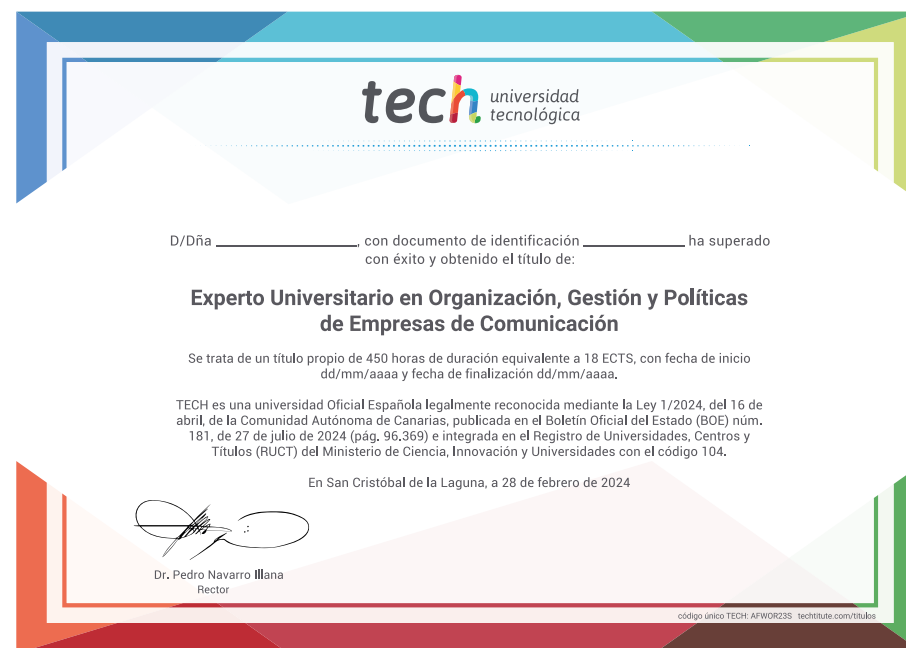 tech universidad
tecnológica
D/Dña ____________________, con documento de identificación ______________ ha superado
con éxito y obtenido el título de:
Experto Universitario en Organización, Gestión y Políticas
de Empresas de Comunicación
Se trata de un título propio de 450 horas de duración equivalente a 18 ECTS, con fecha de inicio
dd/mm/aaaa y fecha de finalización dd/mm/aaaa.
TECH es una universidad Oficial Española legalmente reconocida mediante la Ley 1/2024, del 16 de
abril, de la Comunidad Autónoma de Canarias, publicada en el Boletín Oficial del Estado (BOE) núm.
181, de 27 de julio de 2024 (pág. 96.369) e integrada en el Registro de Universidades, Centros y
Títulos (RUCT) del Ministerio de Ciencia, Innovación y Universidades con el código 104.
En San Cristóbal de la Laguna, a 28 de febrero de 2024
Dr. Pedro Navarro Illana
Rector
código único TECH: AFWOR23S techtitute.com/titulos